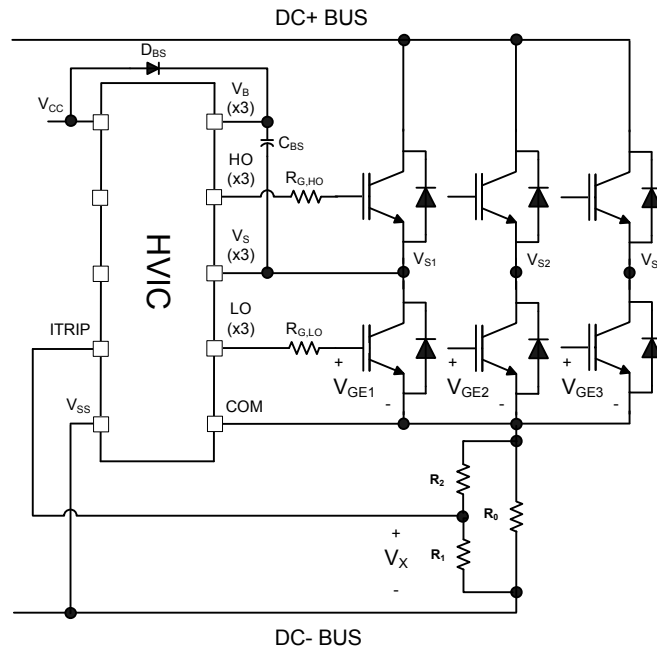 DC+ BUS
DBS
VCC
VB
(x3)
CBS
HO
(x3)
RG,HO
VS
(x3)
HVIC
VS1
VS2
VS
ITRIP
LO
(x3)
RG,LO
+
VGE1
-
+
VGE2
-
+
VGE3
-
VSS
COM
R2
R0
+
VX
-
R1
DC- BUS